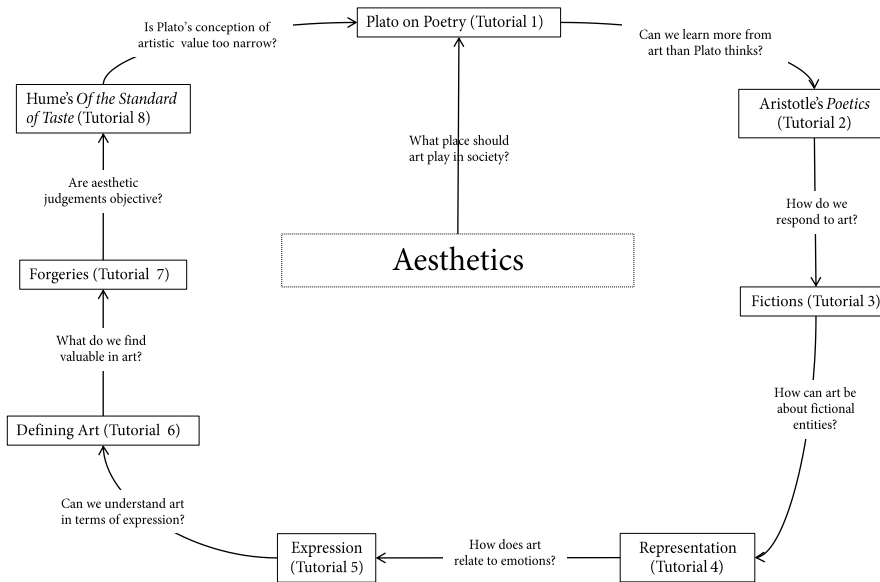 Is Plato's conception of
artistic value too narrow?
Plato on Poetry (Tutorial 1)
Can we learn more from
art than Plato thinks?
Hume's Of the Standard
of Taste (Tutorial 8)
Aristotle's Poetics
(Tutorial 2)
What place should
art play in society?
Are aesthetic
judgements objective?
How do we
respond to art?
Aesthetics
Forgeries (Tutorial 7)
Fictions (Tutorial 3)
What do we find
valuable in art?
How can art be
about fictional
entities?
Defining Art (Tutorial 6)
Can we understand art
in terms of expression?
Expression
(Tutorial 5)
How does art
relate to emotions?
Representation
(Tutorial 4)